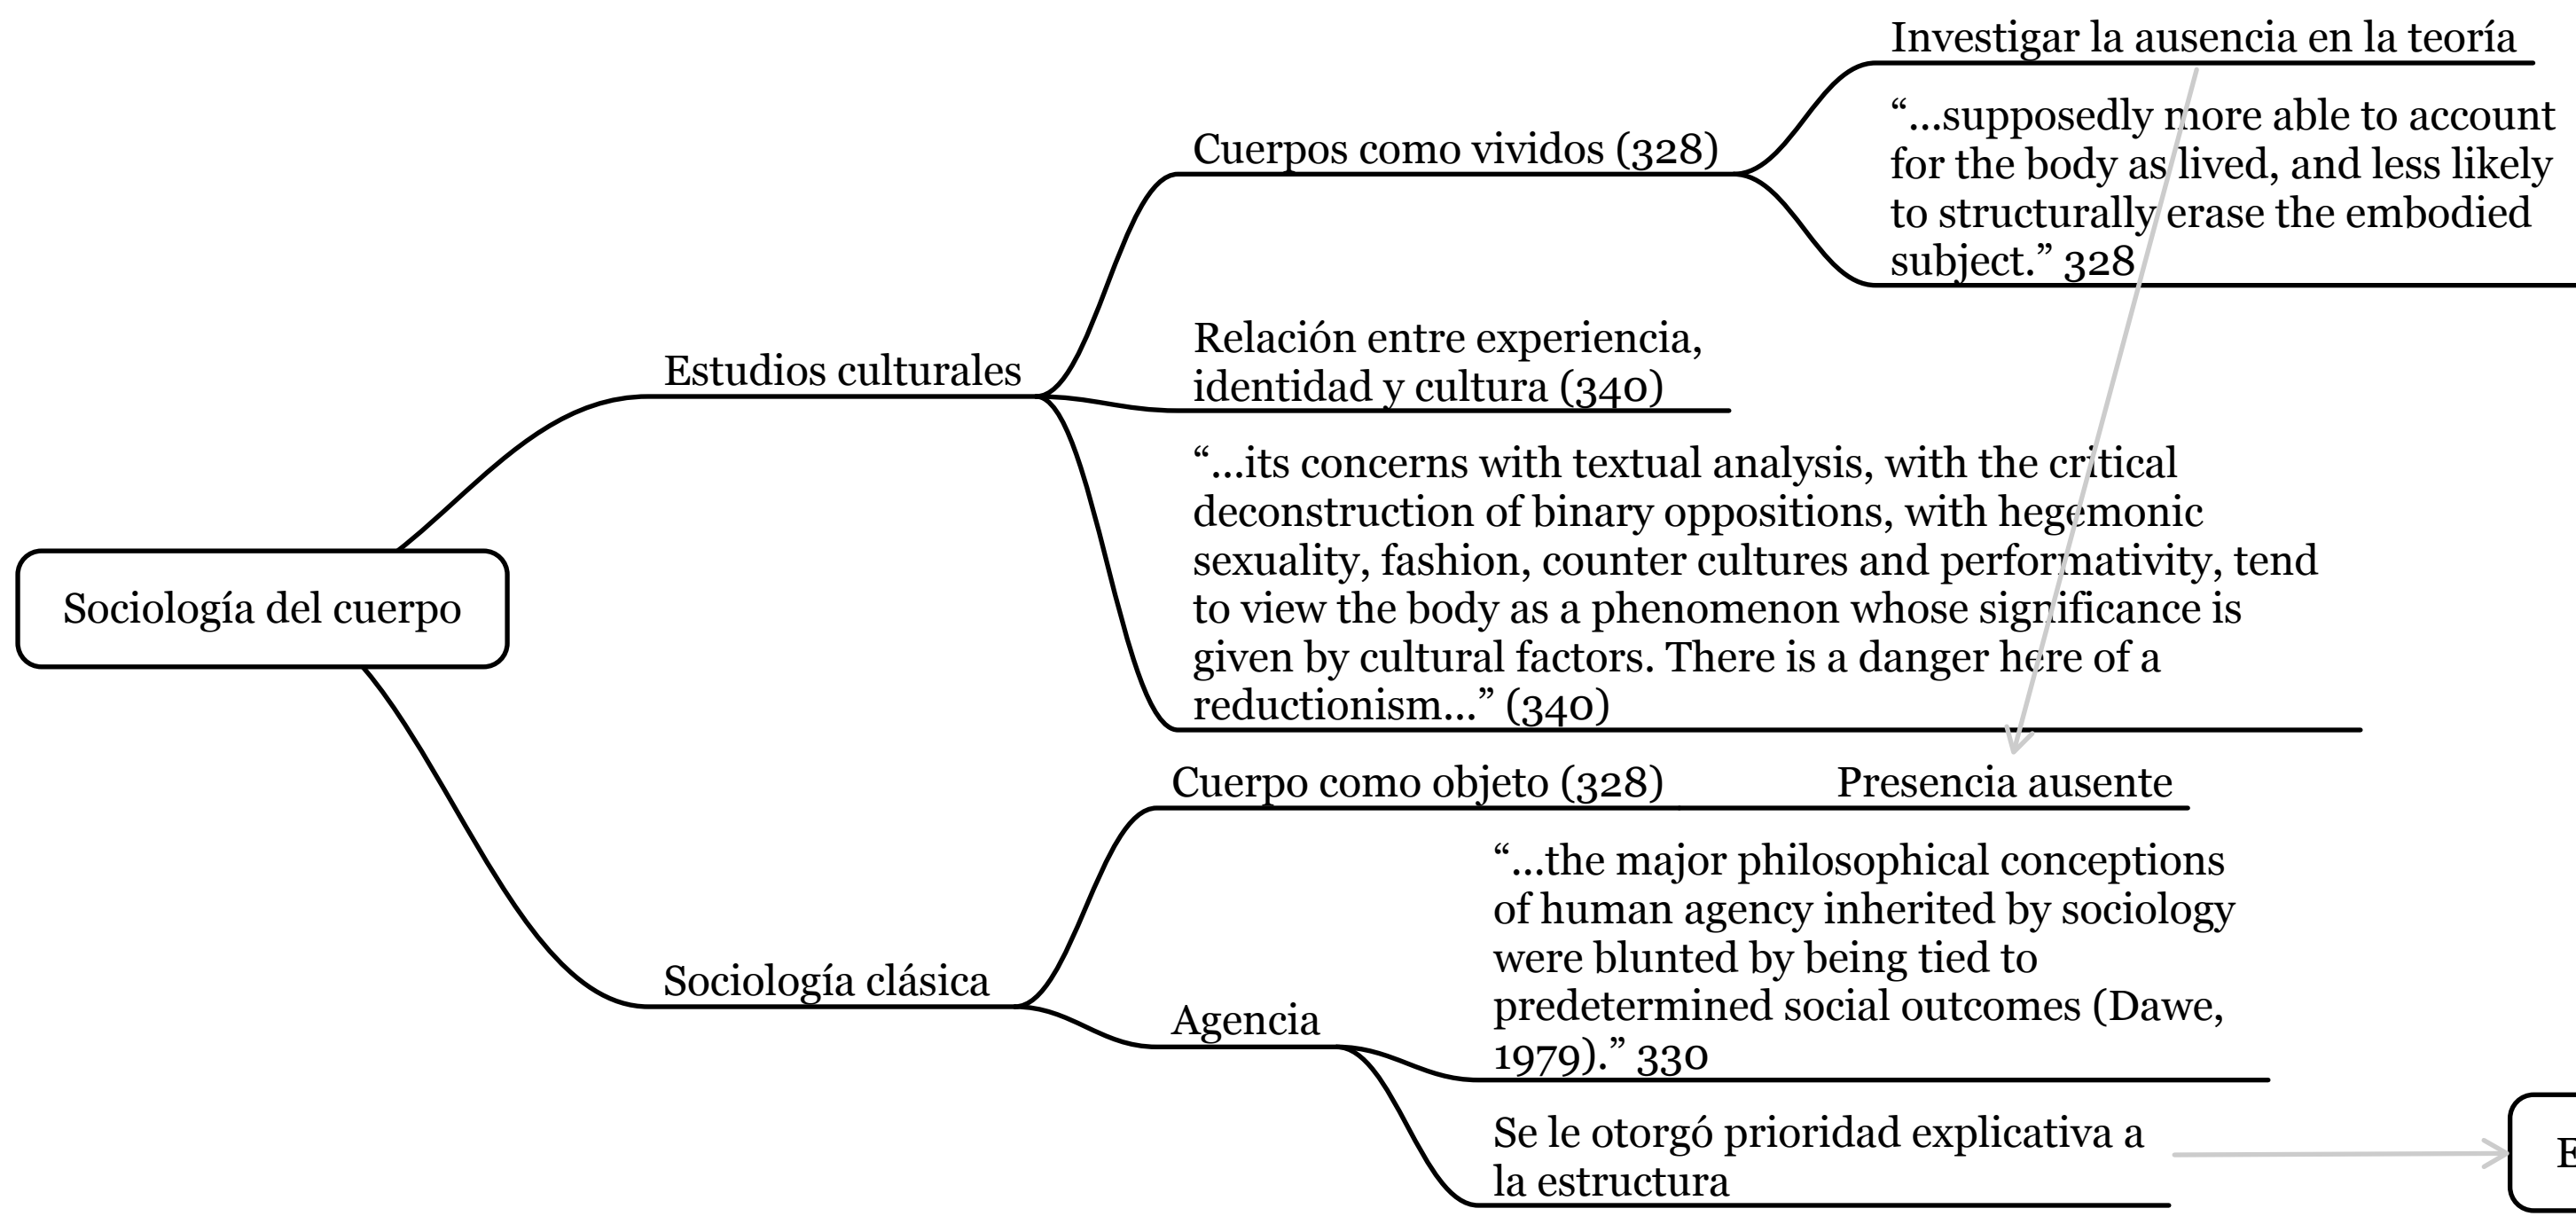 Investigar la ausencia en la teoría
“...supposedly more able to account
for the body as lived, and less likely
to structurally erase the embodied
subject.” 328
Cuerpos como vividos (328)
Relación entre experiencia,
identidad y cultura (340)
Estudios culturales
“...its concerns with textual analysis, with the critical
deconstruction of binary oppositions, with hegemonic
sexuality, fashion, counter cultures and performativity, tend
to view the body as a phenomenon whose significance is
given by cultural factors. There is a danger here of a
reductionism...” (340)
Sociología del cuerpo
Cuerpo como objeto (328)
Presencia ausente
Sociología clásica
Agencia
“...the major philosophical conceptions
of human agency inherited by sociology
were blunted by being tied to
predetermined social outcomes (Dawe,
1979).” 330
Se le otorgó prioridad explicativa a
la estructura